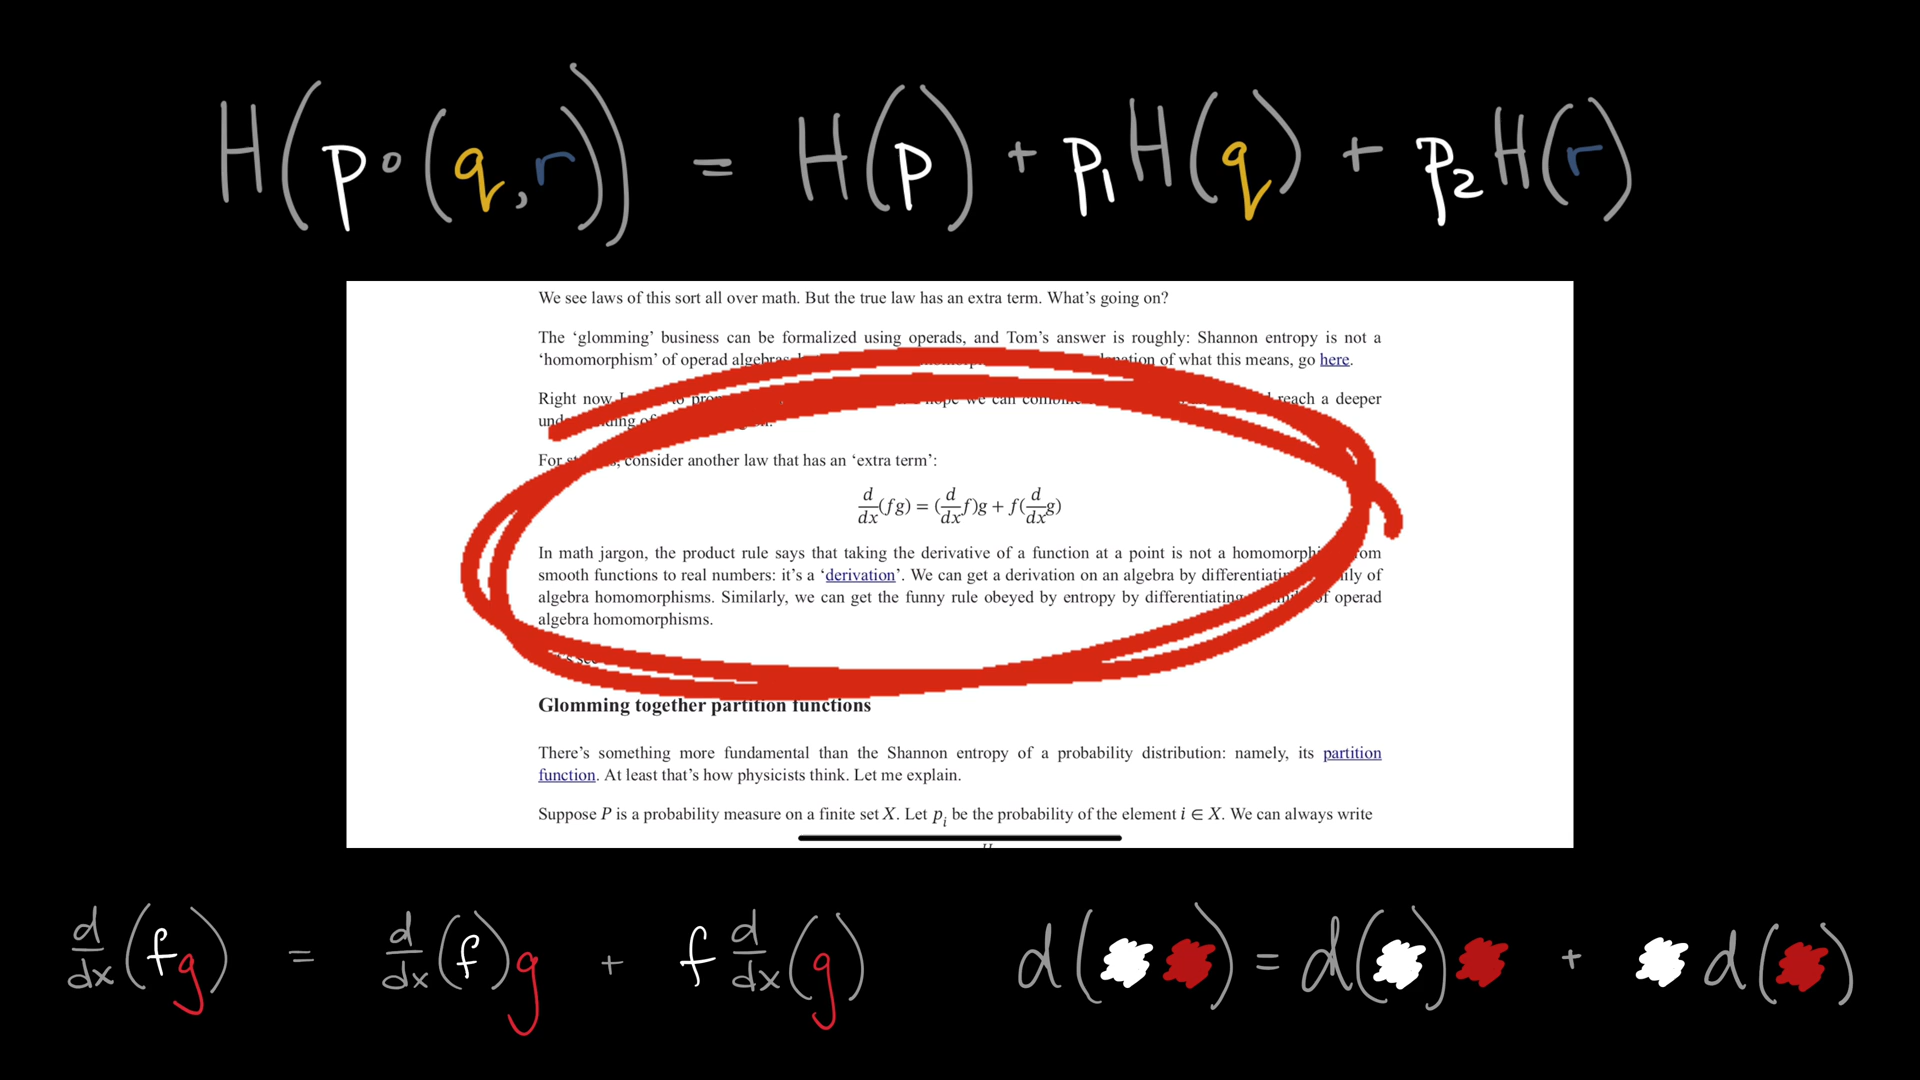 H(p∘(q,r)) = H(p) + p₁H(q) + p₂H(r)
We see laws of this sort all over math. But the true law has an extra term. What's going on?
The 'glomming' business can be formalized using operads, and Tom's answer is roughly: Shannon entropy is not a
'homomorphism' of operad algebras of what this means, go here.
Right now we can reach a deeper
For consider another law that has an 'extra term':
d/dx(fg) = (d/dx f)g + f(d/dx g)
In math jargon, the product rule says that taking the derivative of a function at a point is not a homomorphism from
smooth functions to real numbers: it's a 'derivation'. We can get a derivation on an algebra by differentiating family of
algebra homomorphisms. Similarly, we can get the funny rule obeyed by entropy by differentiating of operad
algebra homomorphisms.
Glomming together partition functions
There's something more fundamental than the Shannon entropy of a probability distribution: namely, its partition
function. At least that's how physicists think. Let me explain.
Suppose P is a probability measure on a finite set X. Let pᵢ be the probability of the element i ∈ X. We can always write
d/dx(fg) = d/dx(f)g + f d/dx(g) d( ) = d( ) + d( )